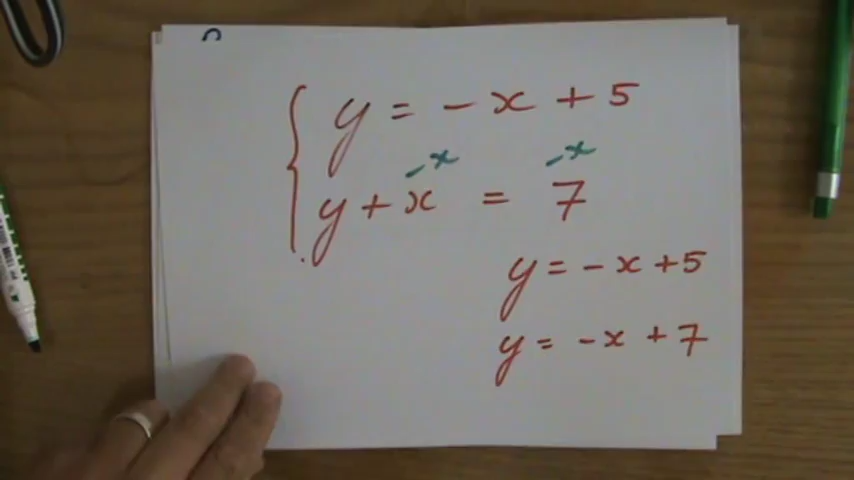 y = - x + 5
- x - x
y + x = 7
y = - x + 5
y = - x + 7